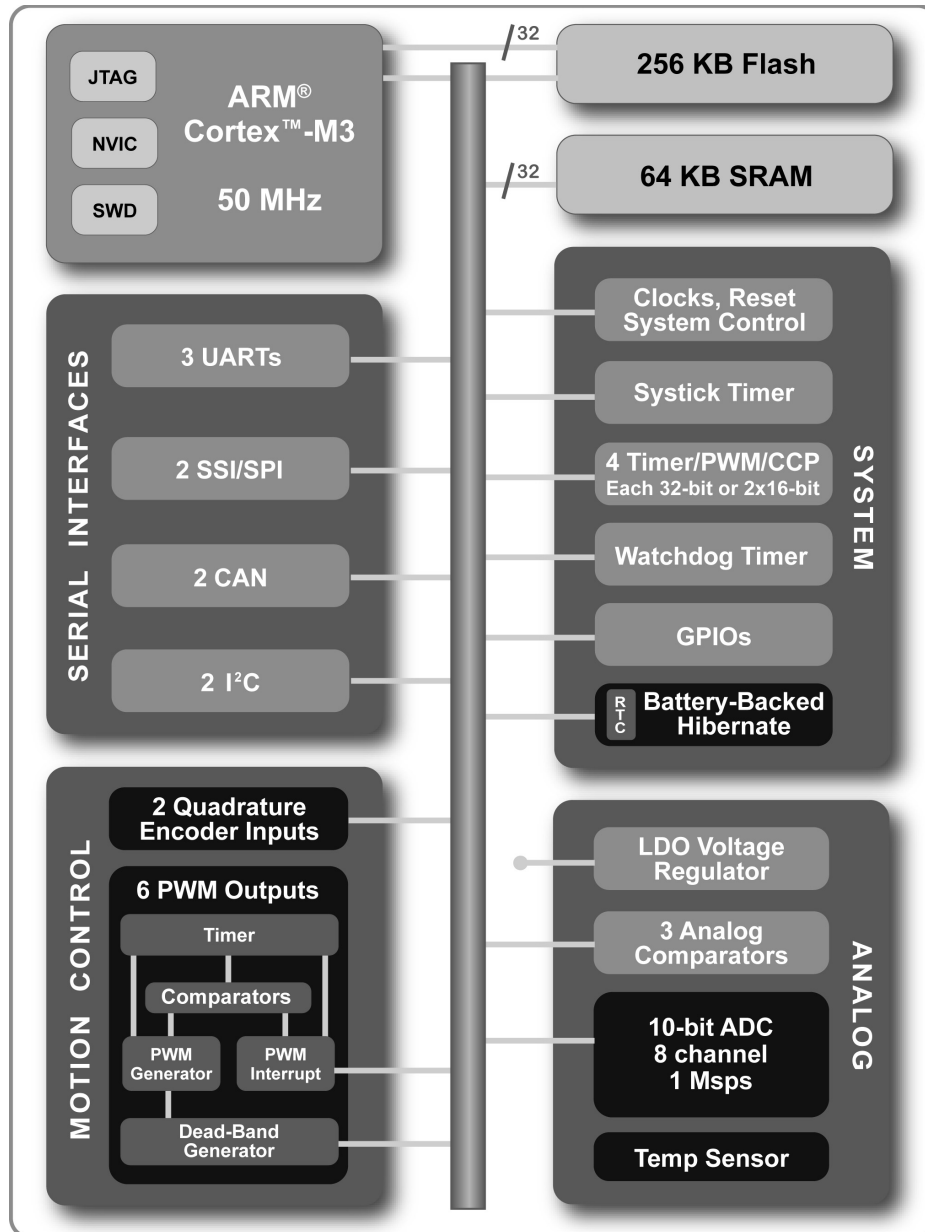 JTAG
NVIC
SWD
ARM®
Cortex™-M3
50 MHz
32
256 KB Flash
32
64 KB SRAM
SERIAL INTERFACES
3 UARTs
2 SSI/SPI
2 CAN
2 I²C
SYSTEM
Clocks, Reset
System Control
Systick Timer
4 Timer/PWM/CCP
Each 32-bit or 2x16-bit
Watchdog Timer
GPIOs
RTC
Battery-Backed
Hibernate
MOTION CONTROL
2 Quadrature
Encoder Inputs
6 PWM Outputs
Timer
Comparators
PWM
Generator
PWM
Interrupt
Dead-Band
Generator
ANALOG
LDO Voltage
Regulator
3 Analog
Comparators
10-bit ADC
8 channel
1 Msps
Temp Sensor